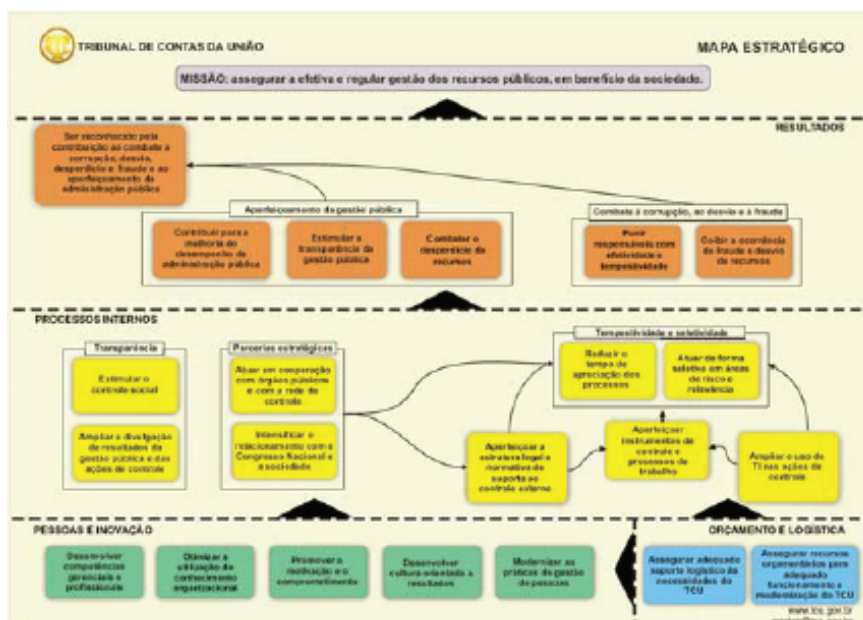 TRIBUNAL DE CONTAS DA UNIÃO
MAPA ESTRATÉGICO
MISSÃO: assegurar a efetiva e regular gestão dos recursos públicos, em benefício da sociedade.
RESULTADOS
Ser reconhecido pela
contribuição ao combate à
corrupção, desvio,
desperdício e fraude e ao
aperfeiçoamento da
administração pública
Aperfeiçoamento da gestão pública
Contribuir para a
melhoria do
desempenho da
administração pública
Estimular a
transparência da
gestão pública
Combater o
desperdício de
recursos
Combate à corrupção, ao desvio e à fraude
Punir
responsáveis com
efetividade e
tempestividade
Coibir a ocorrência
de fraude e desvio
de recursos
PROCESSOS INTERNOS
Transparência
Estimular o
controle social
Ampliar a divulgação
de resultados da
gestão pública e das
ações de controle
Parcerias estratégicas
Atuar em cooperação
com órgãos públicos
e com a rede de
controle
Intensificar o
relacionamento com o
Congresso Nacional e
a sociedade
Tempestividade e seletividade
Reduzir o
tempo de
apreciação dos
processos
Atuar de forma
seletiva em áreas
de risco e
relevância
Aperfeiçoar a
estrutura legal e
normativa de
suporte ao
controle externo
Aperfeiçoar
instrumentos de
controle e
processos de
trabalho
Ampliar o uso de
TI nas ações de
controle
PESSOAS E INOVAÇÃO
Desenvolver
competências
gerenciais e
profissionais
Otimizar a
utilização do
conhecimento
organizacional
Promover a
motivação e o
comprometimento
Desenvolver
cultura orientada a
resultados
Modernizar as
práticas de gestão
de pessoas
ORÇAMENTO E LOGÍSTICA
Assegurar adequado
suporte logístico às
necessidades do
TCU
Assegurar recursos
orçamentários para
adequado
funcionamento e
modernização do TCU
www.tcu.gov.br